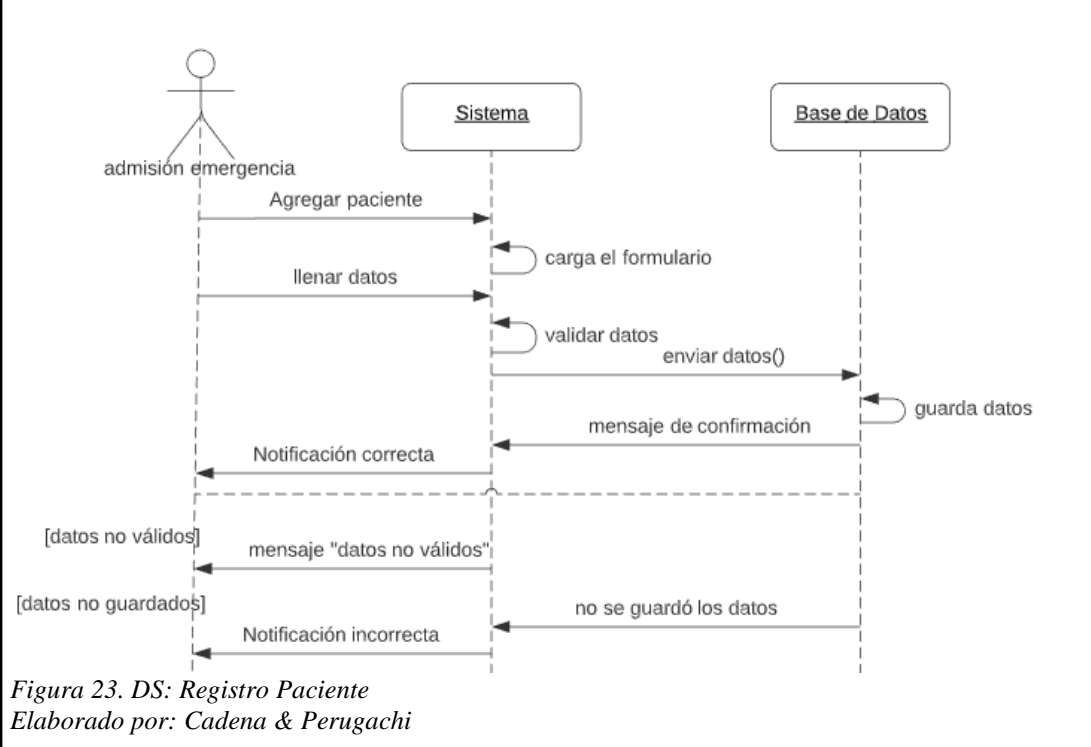 Sistema
Base de Datos
admisión emergencia
Agregar paciente
carga el formulario
llenar datos
validar datos
enviar datos()
guarda datos
mensaje de confirmación
Notificación correcta
[datos no válidos]
mensaje "datos no válidos"
[datos no guardados]
no se guardó los datos
Notificación incorrecta
Figura 23. DS: Registro Paciente
Elaborado por: Cadena & Perugachi